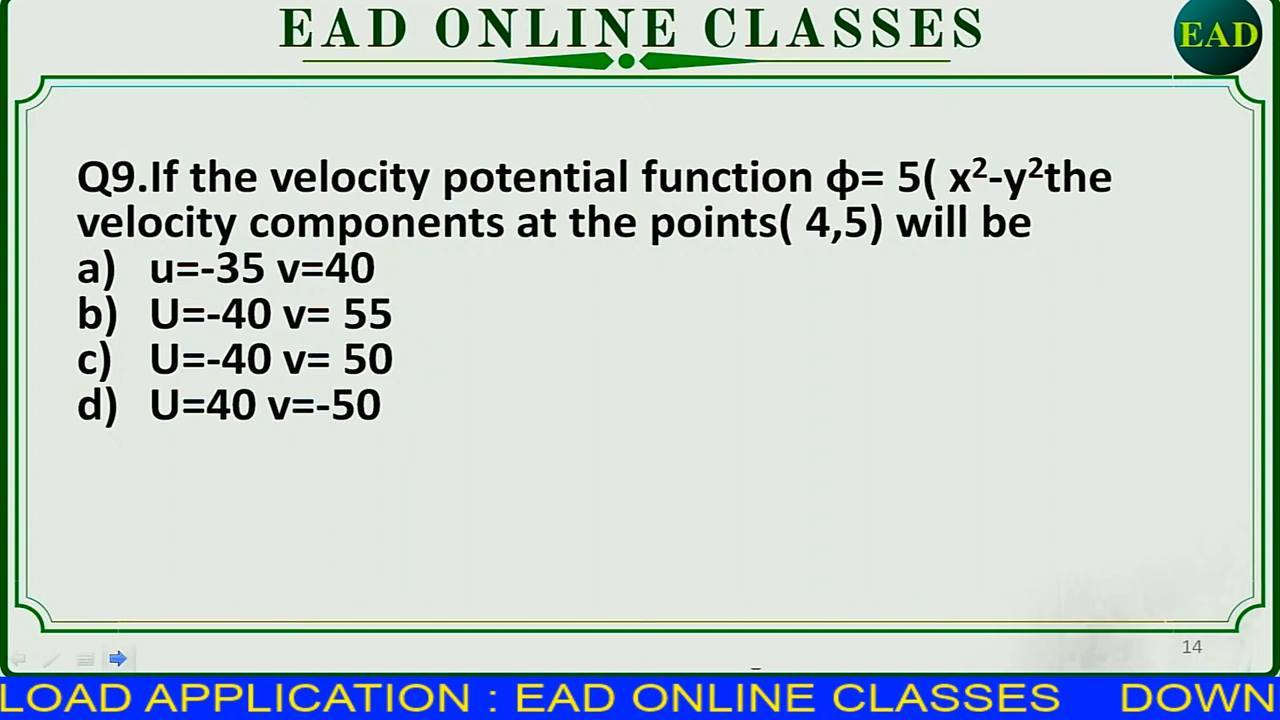 EAD ONLINE CLASSES
EAD
Q9.If the velocity potential function ϕ= 5( x²-y²the
velocity components at the points( 4,5) will be
a) u=-35 v=40
b) U=-40 v= 55
c) U=-40 v= 50
d) U=40 v=-50
14
LOAD APPLICATION : EAD ONLINE CLASSES DOWN